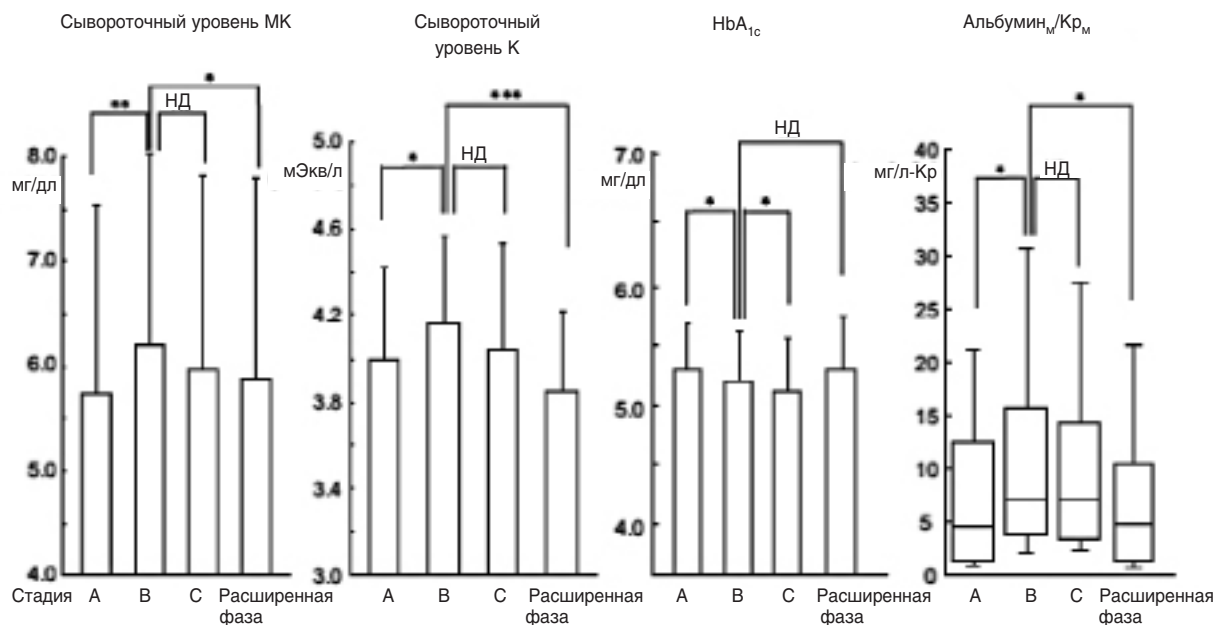 Сывороточный уровень МК
Сывороточный
уровень К
HbA1c
Альбуминм/Крм
*
**
НД
8.0
мг/дл
7.0
6.0
5.0
4.0
Стадия А В С Расширенная
фаза
***
*
НД
5.0
мЭкв/л
4.6
4.2
3.8
3.4
3.0
А В С Расширенная
фаза
НД
*
*
7.0
мг/дл
6.0
5.0
4.0
А В С Расширенная
фаза
*
*
НД
40
мг/л-Кр
35
30
25
20
15
10
5
0
А В С Расширенная
фаза